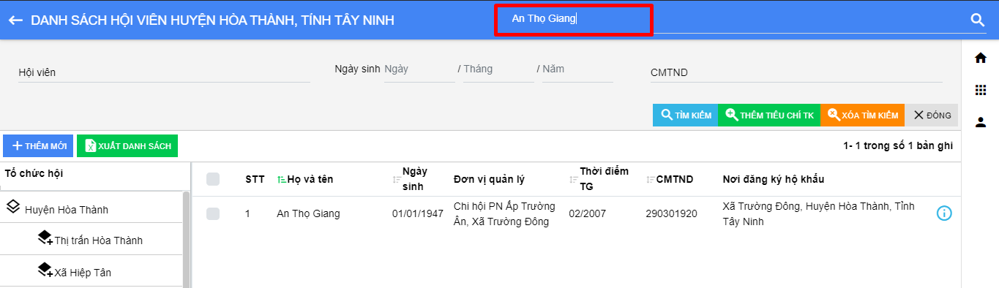 DANH SÁCH HỘI VIÊN HUYỆN HÒA THÀNH, TỈNH TÂY NINH
An Thọ Giang
Hội viên
Ngày sinh Ngày / Tháng / Năm
CMTND
TÌM KIẾM
THÊM TIÊU CHÍ TK
XÓA TÌM KIẾM
ĐÓNG
THÊM MỚI
XUẤT DANH SÁCH
1- 1 trong số 1 bản ghi
Tổ chức hội
Huyện Hòa Thành
Thị trấn Hòa Thành
Xã Hiệp Tân
STT
Họ và tên
Ngày
sinh
Đơn vị quản lý
Thời điểm
TG
CMTND
Nơi đăng ký hộ khẩu
1
An Thọ Giang
01/01/1947
Chi hội PN Ấp Trường
Ân, Xã Trường Đông
02/2007
290301920
Xã Trường Đông, Huyện Hòa Thành, Tỉnh
Tây Ninh